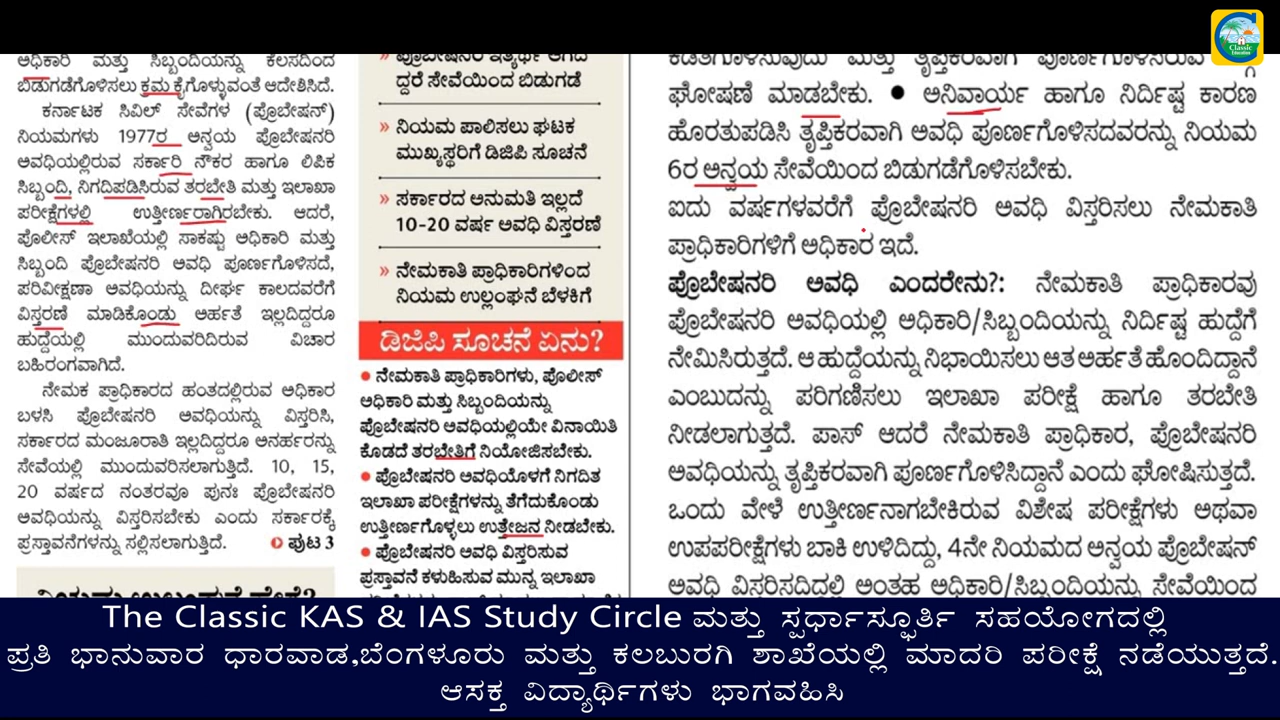 Classic
Education
ಅಧಿಕಾರಿ ಮತ್ತು ಸಿಬ್ಬಂದಿಯನ್ನು ಕೆಲಸದಿಂದ
ಬಿಡುಗಡೆಗೊಳಿಸಲು ಕ್ರಮ ಕೈಗೊಳ್ಳುವಂತೆ ಆದೇಶಿಸಿದೆ.
ಕರ್ನಾಟಕ ಸಿವಿಲ್ ಸೇವೆಗಳ (ಪ್ರೊಬೇಷನ್)
ನಿಯಮಗಳು 1977ರ ಅನ್ವಯ ಪ್ರೊಬೇಷನರಿ
ಅವಧಿಯಲ್ಲಿರುವ ಸರ್ಕಾರಿ ನೌಕರ ಹಾಗೂ ಲಿಪಿಕ
ಸಿಬ್ಬಂದಿ, ನಿಗದಿಪಡಿಸಿರುವ ತರಬೇತಿ ಮತ್ತು ಇಲಾಖಾ
ಪರೀಕ್ಷೆಗಳಲ್ಲಿ ಉತ್ತೀರ್ಣರಾಗಿರಬೇಕು. ಆದರೆ,
ಪೊಲೀಸ್ ಇಲಾಖೆಯಲ್ಲಿ ಸಾಕಷ್ಟು ಅಧಿಕಾರಿ ಮತ್ತು
ಸಿಬ್ಬಂದಿ ಪ್ರೊಬೇಷನರಿ ಅವಧಿ ಪೂರ್ಣಗೊಳಿಸದೆ,
ಪರಿವೀಕ್ಷಣಾ ಅವಧಿಯನ್ನು ದೀರ್ಘ ಕಾಲದವರೆಗೆ
ವಿಸ್ತರಣೆ ಮಾಡಿಕೊಂಡು ಅರ್ಹತೆ ಇಲ್ಲದಿದ್ದರೂ
ಹುದ್ದೆಯಲ್ಲಿ ಮುಂದುವರಿದಿರುವ ವಿಚಾರ
ಬಹಿರಂಗವಾಗಿದೆ.
ನೇಮಕ ಪ್ರಾಧಿಕಾರದ ಹಂತದಲ್ಲಿರುವ ಅಧಿಕಾರ
ಬಳಸಿ ಪ್ರೊಬೇಷನರಿ ಅವಧಿಯನ್ನು ವಿಸ್ತರಿಸಿ,
ಸರ್ಕಾರದ ಮಂಜೂರಾತಿ ಇಲ್ಲದಿದ್ದರೂ ಅನರ್ಹರನ್ನು
ಸೇವೆಯಲ್ಲಿ ಮುಂದುವರಿಸಲಾಗುತ್ತಿದೆ. 10, 15,
20 ವರ್ಷದ ನಂತರವೂ ಪುನಃ ಪ್ರೊಬೇಷನರಿ
ಅವಧಿಯನ್ನು ವಿಸ್ತರಿಸಬೇಕು ಎಂದು ಸರ್ಕಾರಕ್ಕೆ
ಪ್ರಸ್ತಾವನೆಗಳನ್ನು ಸಲ್ಲಿಸಲಾಗುತ್ತಿದೆ. ಪುಟ 3
ದ್ದರೆ ಸೇವೆಯಿಂದ ಬಿಡುಗಡೆ
» ನಿಯಮ ಪಾಲಿಸಲು ಘಟಕ
ಮುಖ್ಯಸ್ಥರಿಗೆ ಡಿಜಿಪಿ ಸೂಚನೆ
» ಸರ್ಕಾರದ ಅನುಮತಿ ಇಲ್ಲದೆ
10-20 ವರ್ಷ ಅವಧಿ ವಿಸ್ತರಣೆ
» ನೇಮಕಾತಿ ಪ್ರಾಧಿಕಾರಿಗಳಿಂದ
ನಿಯಮ ಉಲ್ಲಂಘನೆ ಬೆಳಕಿಗೆ
ಡಿಜಿಪಿ ಸೂಚನೆ ಏನು?
● ನೇಮಕಾತಿ ಪ್ರಾಧಿಕಾರಿಗಳು, ಪೊಲೀಸ್
ಅಧಿಕಾರಿ ಮತ್ತು ಸಿಬ್ಬಂದಿಯನ್ನು
ಪ್ರೊಬೇಷನರಿ ಅವಧಿಯಲ್ಲಿಯೇ ವಿನಾಯಿತಿ
ಕೊಡದೆ ತರಬೇತಿಗೆ ನಿಯೋಜಿಸಬೇಕು.
● ಪ್ರೊಬೇಷನರಿ ಅವಧಿಯೊಳಗೆ ನಿಗದಿತ
ಇಲಾಖಾ ಪರೀಕ್ಷೆಗಳನ್ನು ತೆಗೆದುಕೊಂಡು
ಉತ್ತೀರ್ಣಗೊಳ್ಳಲು ಉತ್ತೇಜನ ನೀಡಬೇಕು.
● ಪ್ರೊಬೇಷನರಿ ಅವಧಿ ವಿಸ್ತರಿಸುವ
ಪ್ರಸ್ತಾವನೆ ಕಳುಹಿಸುವ ಮುನ್ನ ಇಲಾಖಾ
ಘೋಷಣೆ ಮಾಡಬೇಕು. ● ಅನಿವಾರ್ಯ ಹಾಗೂ ನಿರ್ದಿಷ್ಟ ಕಾರಣ
ಹೊರತುಪಡಿಸಿ ತೃಪ್ತಿಕರವಾಗಿ ಅವಧಿ ಪೂರ್ಣಗೊಳಿಸದವರನ್ನು ನಿಯಮ
6ರ ಅನ್ವಯ ಸೇವೆಯಿಂದ ಬಿಡುಗಡೆಗೊಳಿಸಬೇಕು.
ಐದು ವರ್ಷಗಳವರೆಗೆ ಪ್ರೊಬೇಷನರಿ ಅವಧಿ ವಿಸ್ತರಿಸಲು ನೇಮಕಾತಿ
ಪ್ರಾಧಿಕಾರಿಗಳಿಗೆ ಅಧಿಕಾರ ಇದೆ.
ಪ್ರೊಬೇಷನರಿ ಅವಧಿ ಎಂದರೇನು?: ನೇಮಕಾತಿ ಪ್ರಾಧಿಕಾರವು
ಪ್ರೊಬೇಷನರಿ ಅವಧಿಯಲ್ಲಿ ಅಧಿಕಾರಿ/ಸಿಬ್ಬಂದಿಯನ್ನು ನಿರ್ದಿಷ್ಟ ಹುದ್ದೆಗೆ
ನೇಮಿಸಿರುತ್ತದೆ. ಆ ಹುದ್ದೆಯನ್ನು ನಿಭಾಯಿಸಲು ಆತ ಅರ್ಹತೆ ಹೊಂದಿದ್ದಾನೆ
ಎಂಬುದನ್ನು ಪರಿಗಣಿಸಲು ಇಲಾಖಾ ಪರೀಕ್ಷೆ ಹಾಗೂ ತರಬೇತಿ
ನೀಡಲಾಗುತ್ತದೆ. ಪಾಸ್ ಆದರೆ ನೇಮಕಾತಿ ಪ್ರಾಧಿಕಾರ, ಪ್ರೊಬೇಷನರಿ
ಅವಧಿಯನ್ನು ತೃಪ್ತಿಕರವಾಗಿ ಪೂರ್ಣಗೊಳಿಸಿದ್ದಾನೆ ಎಂದು ಘೋಷಿಸುತ್ತದೆ.
ಒಂದು ವೇಳೆ ಉತ್ತೀರ್ಣನಾಗಬೇಕಿರುವ ವಿಶೇಷ ಪರೀಕ್ಷೆಗಳು ಅಥವಾ
ಉಪಪರೀಕ್ಷೆಗಳು ಬಾಕಿ ಉಳಿದಿದ್ದು, 4ನೇ ನಿಯಮದ ಅನ್ವಯ ಪ್ರೊಬೇಷನ್
ಅವಧಿ ವಿಸ್ತರಿಸದಿದ್ದಲ್ಲಿ ಅಂತಹ ಅಧಿಕಾರಿ/ಸಿಬ್ಬಂದಿಯನ್ನು ಸೇವೆಯಿಂದ
The Classic KAS & IAS Study Circle ಮತ್ತು ಸ್ಪರ್ಧಾಸ್ಫೂರ್ತಿ ಸಹಯೋಗದಲ್ಲಿ
ಪ್ರತಿ ಭಾನುವಾರ ಧಾರವಾಡ,ಬೆಂಗಳೂರು ಮತ್ತು ಕಲಬುರಗಿ ಶಾಖೆಯಲ್ಲಿ ಮಾದರಿ ಪರೀಕ್ಷೆ ನಡೆಯುತ್ತದೆ.
ಆಸಕ್ತ ವಿದ್ಯಾರ್ಥಿಗಳು ಭಾಗವಹಿಸಿ